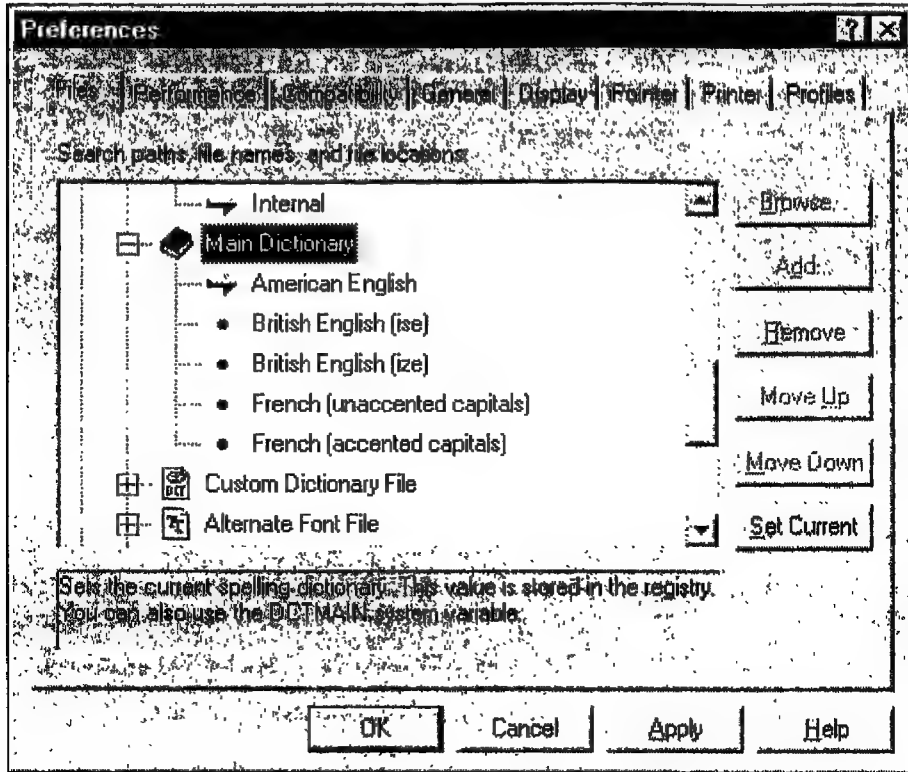 Preferences
Files Performance Compatibility General Display Pointer Printer Profiles
Search paths, file names, and file locations:
Internal
Main Dictionary
American English
British English (ise)
British English (ize)
French (unaccented capitals)
French (accented capitals)
Custom Dictionary File
Alternate Font File
Browse...
Add...
Remove
Move Up
Move Down
Set Current
Sets the current spelling dictionary. This value is stored in the registry.
You can also use the DCTMAIN system variable.
OK Cancel Apply Help